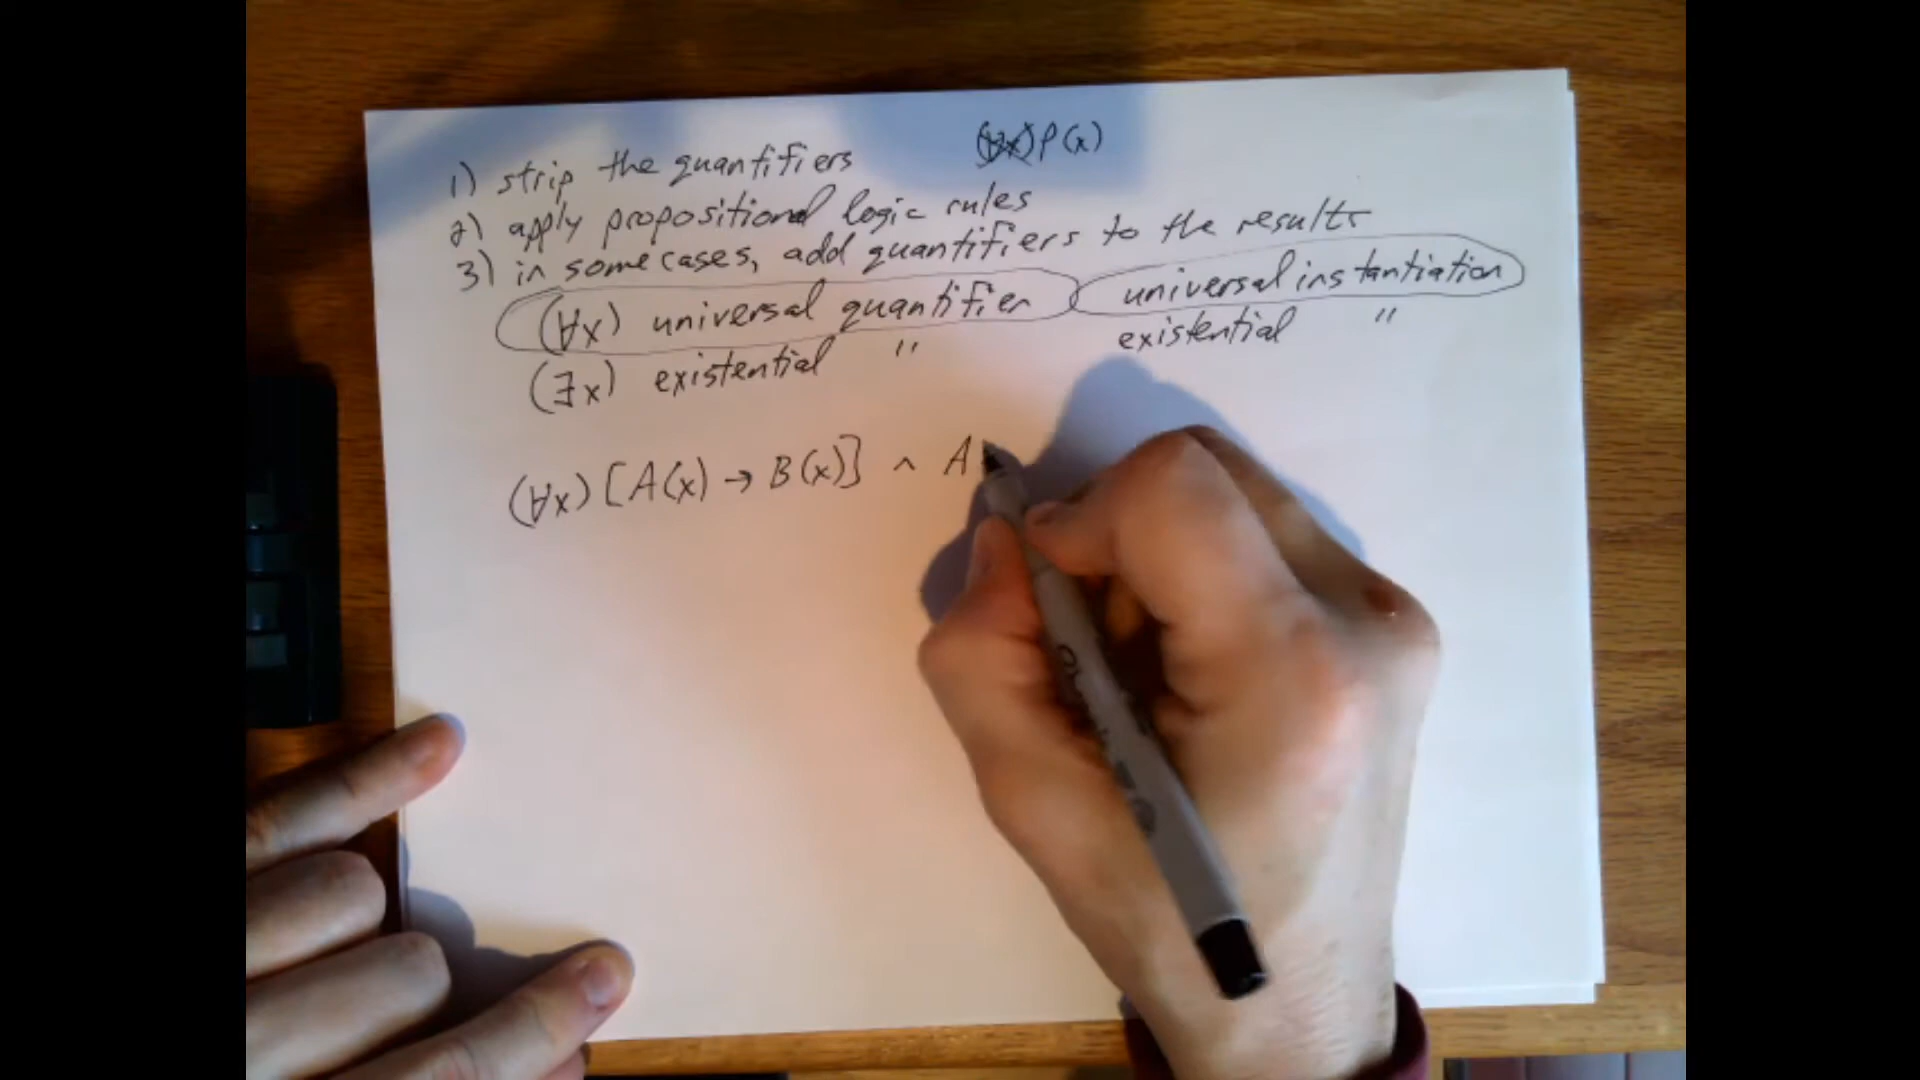 1) strip the quantifiers (∀x) P(x)
2) apply propositional logic rules
3) in some cases, add quantifiers to the results
(∀x) universal quantifier universal instantiation
(∃x) existential " existential "
(∀x) [A(x) → B(x)] ∧ A